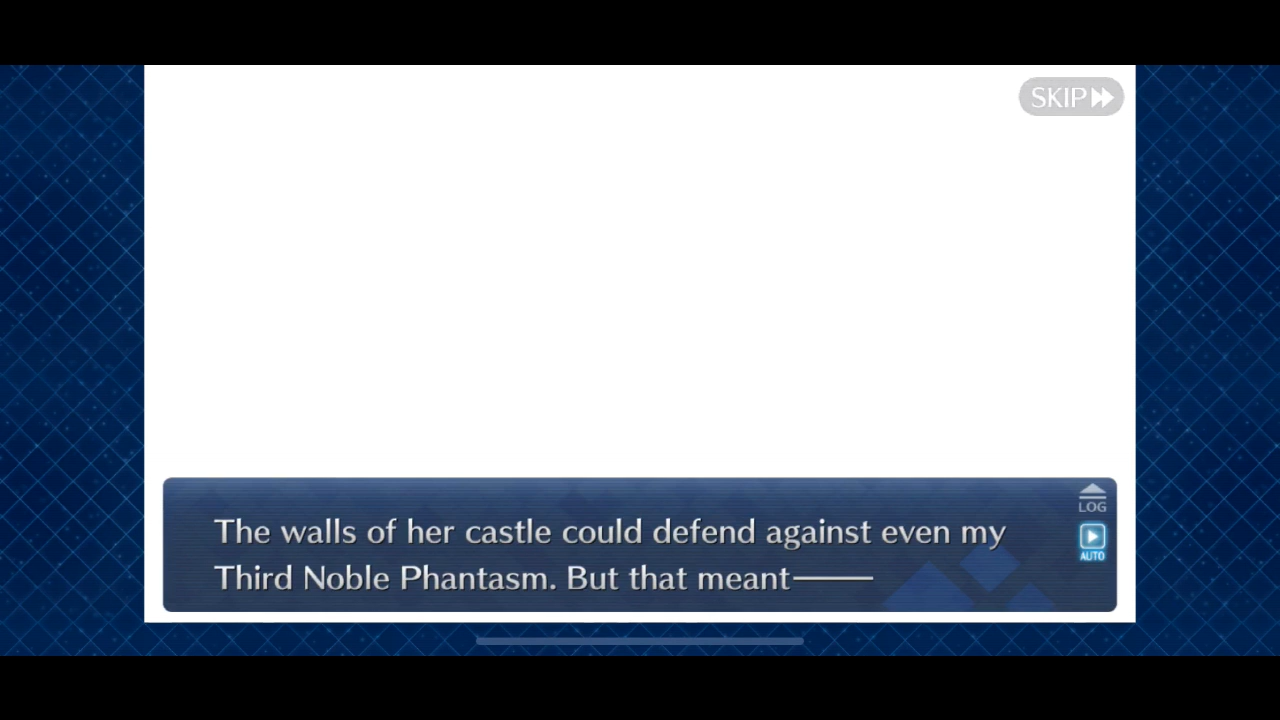 SKIP
The walls of her castle could defend against even my
Third Noble Phantasm. But that meant——
LOG
AUTO